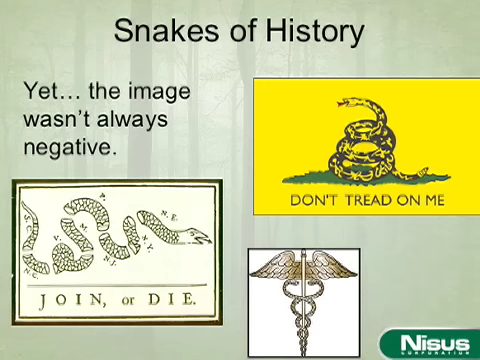 Snakes of History
Yet… the image
wasn't always
negative.
DON'T TREAD ON ME
S.C.
N.C.
V.
M.
P.
N.J.
N.Y.
N.E.
JOIN, or DIE.
Nisus
CORPORATION